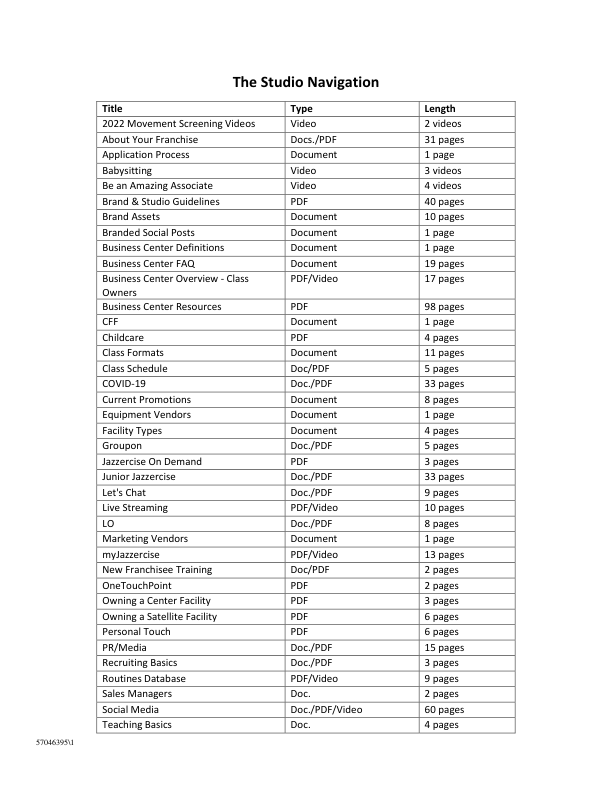 The Studio Navigation
Title Type Length
2022 Movement Screening Videos Video 2 videos
About Your Franchise Docs./PDF 31 pages
Application Process Document 1 page
Babysitting Video 3 videos
Be an Amazing Associate Video 4 videos
Brand & Studio Guidelines PDF 40 pages
Brand Assets Document 10 pages
Branded Social Posts Document 1 page
Business Center Definitions Document 1 page
Business Center FAQ Document 19 pages
Business Center Overview - Class PDF/Video 17 pages
Owners
Business Center Resources PDF 98 pages
CFF Document 1 page
Childcare PDF 4 pages
Class Formats Document 11 pages
Class Schedule Doc/PDF 5 pages
COVID-19 Doc./PDF 33 pages
Current Promotions Document 8 pages
Equipment Vendors Document 1 page
Facility Types Document 4 pages
Groupon Doc./PDF 5 pages
Jazzercise On Demand PDF 3 pages
Junior Jazzercise Doc./PDF 33 pages
Let's Chat Doc./PDF 9 pages
Live Streaming PDF/Video 10 pages
LO Doc./PDF 8 pages
Marketing Vendors Document 1 page
myJazzercise PDF/Video 13 pages
New Franchisee Training Doc/PDF 2 pages
OneTouchPoint PDF 2 pages
Owning a Center Facility PDF 3 pages
Owning a Satellite Facility PDF 6 pages
Personal Touch PDF 6 pages
PR/Media Doc./PDF 15 pages
Recruiting Basics Doc./PDF 3 pages
Routines Database PDF/Video 9 pages
Sales Managers Doc. 2 pages
Social Media Doc./PDF/Video 60 pages
Teaching Basics Doc. 4 pages
57046395\1